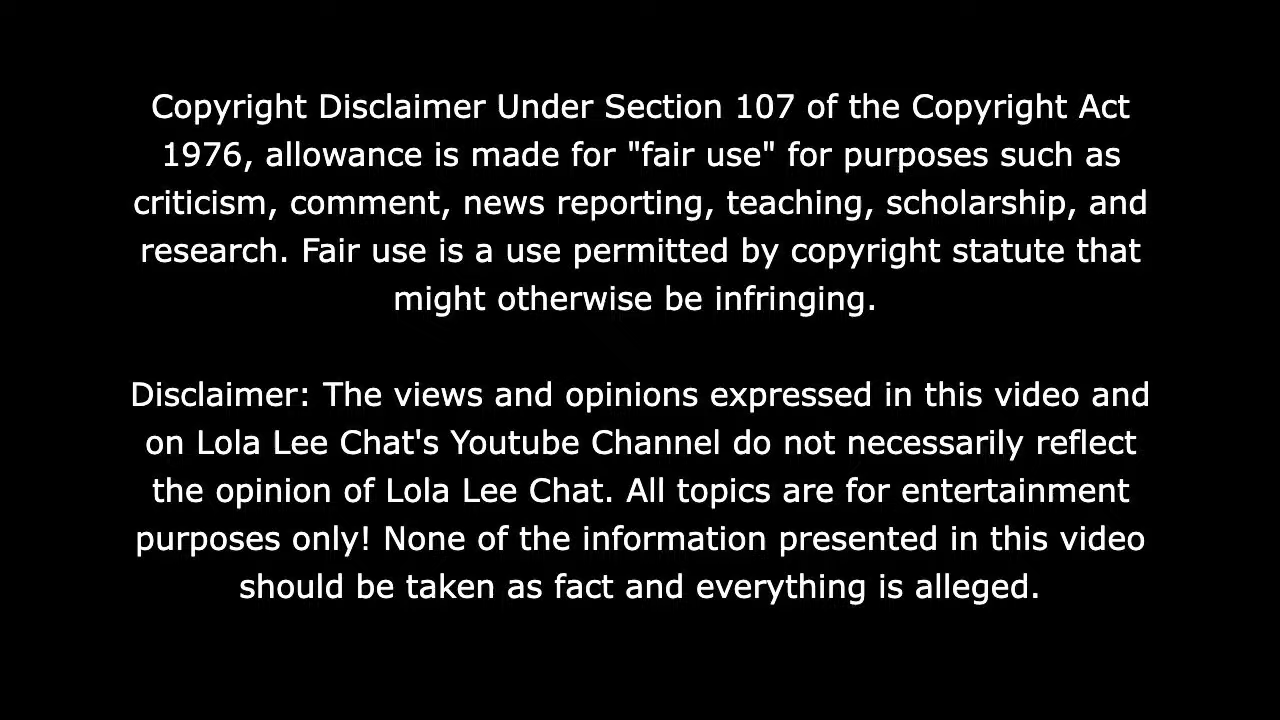 Copyright Disclaimer Under Section 107 of the Copyright Act
1976, allowance is made for "fair use" for purposes such as
criticism, comment, news reporting, teaching, scholarship, and
research. Fair use is a use permitted by copyright statute that
might otherwise be infringing.
Disclaimer: The views and opinions expressed in this video and
on Lola Lee Chat's Youtube Channel do not necessarily reflect
the opinion of Lola Lee Chat. All topics are for entertainment
purposes only! None of the information presented in this video
should be taken as fact and everything is alleged.